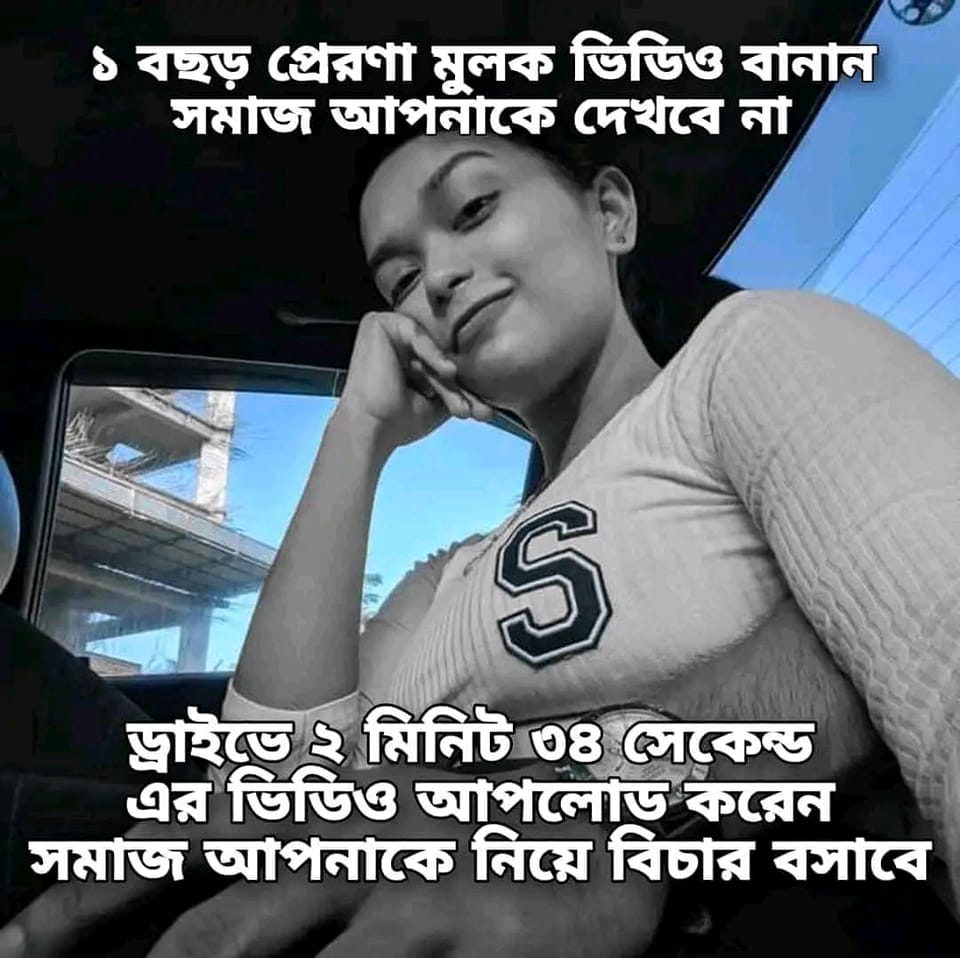 ১ বছড় প্রেরণা মুলক ভিডিও বানান
সমাজ আপনাকে দেখবে না
S
ড্রাইভে ২ মিনিট ৩৪ সেকেন্ড
এর ভিডিও আপলোড করেন
সমাজ আপনাকে নিয়ে বিচার বসাবে